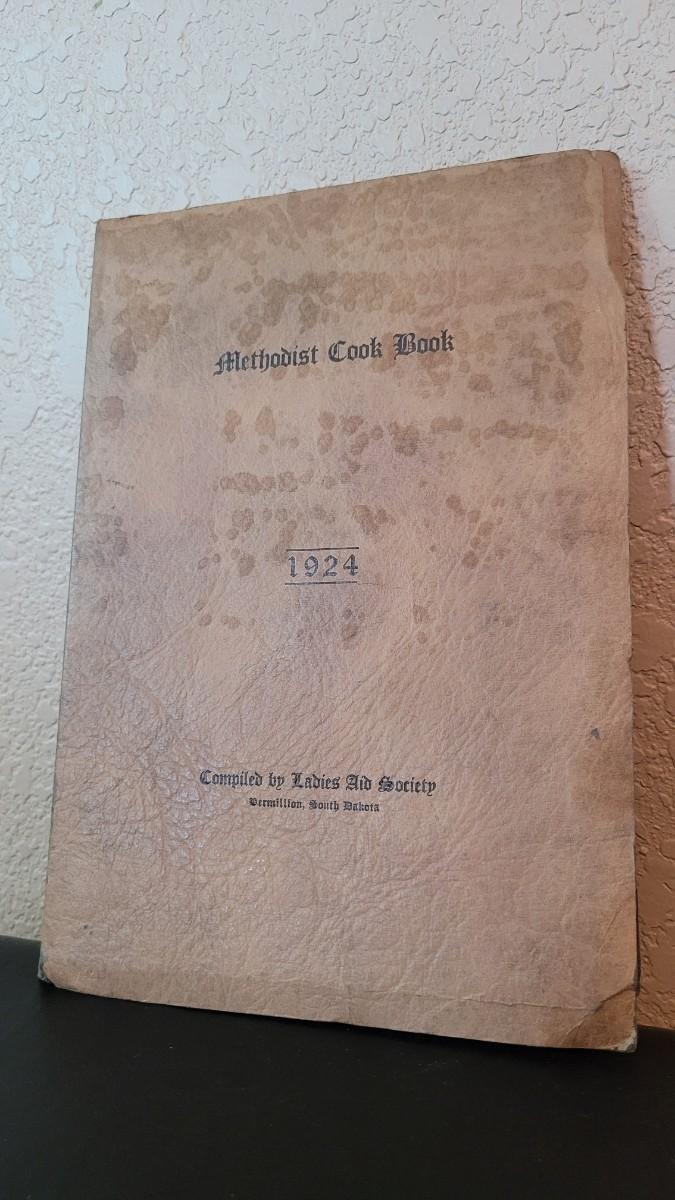 Methodist Cook Book
1924
Compiled by Ladies Aid Society
Vermillion, South Dakota